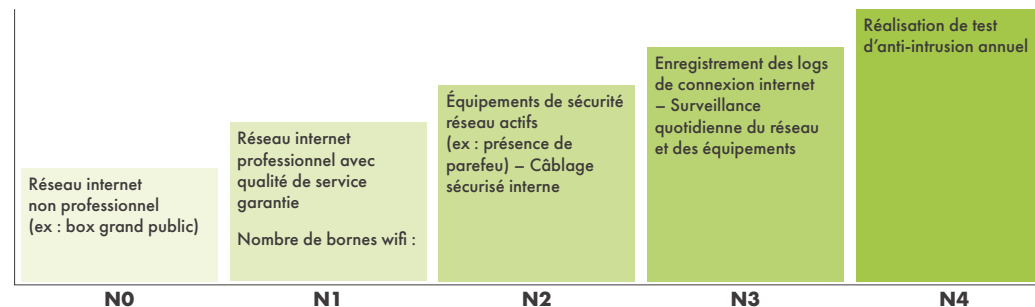 Réseau internet
non professionnel
(ex : box grand public)
Réseau internet
professionnel avec
qualité de service
garantie
Nombre de bornes wifi :
Équipements de sécurité
réseau actifs
(ex : présence de
parefeu) – Câblage
sécurisé interne
Enregistrement des logs
de connexion internet
– Surveillance
quotidienne du réseau
et des équipements
Réalisation de test
d’anti-intrusion annuel
N0
N1
N2
N3
N4